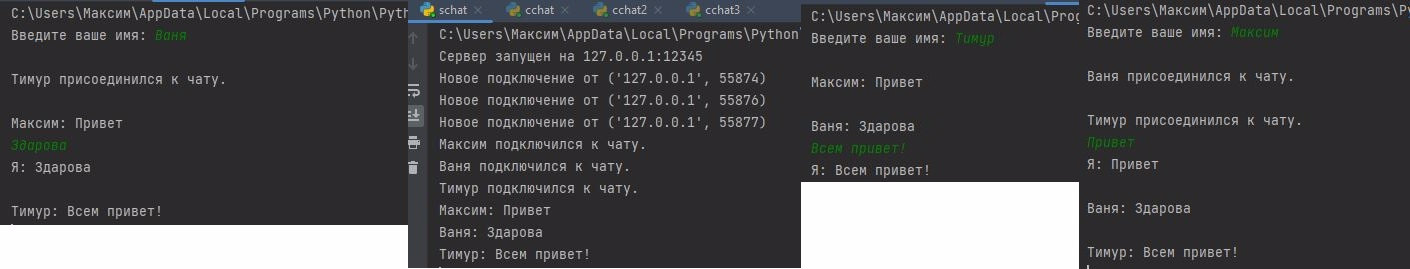 C:\Users\Максим\AppData\Local\Programs\Python\Pyth
Введите ваше имя: Ваня
Тимур присоединился к чату.
Максим: Привет
Здарова
Я: Здарова
Тимур: Всем привет!
schat
cchat
cchat2
cchat3
C:\Users\Максим\AppData\Local\Programs\Python\
Сервер запущен на 127.0.0.1:12345
Новое подключение от ('127.0.0.1', 55874)
Новое подключение от ('127.0.0.1', 55876)
Новое подключение от ('127.0.0.1', 55877)
Максим подключился к чату.
Ваня подключился к чату.
Тимур подключился к чату.
Максим: Привет
Ваня: Здарова
Тимур: Всем привет!
C:\Users\Максим\AppData\Local\Prog
Введите ваше имя: Тимур
Максим: Привет
Ваня: Здарова
Всем привет!
Я: Всем привет!
C:\Users\Максим\AppData\Local\Programs\Py
Введите ваше имя: Максим
Ваня присоединился к чату.
Тимур присоединился к чату.
Привет
Я: Привет
Ваня: Здарова
Тимур: Всем привет!